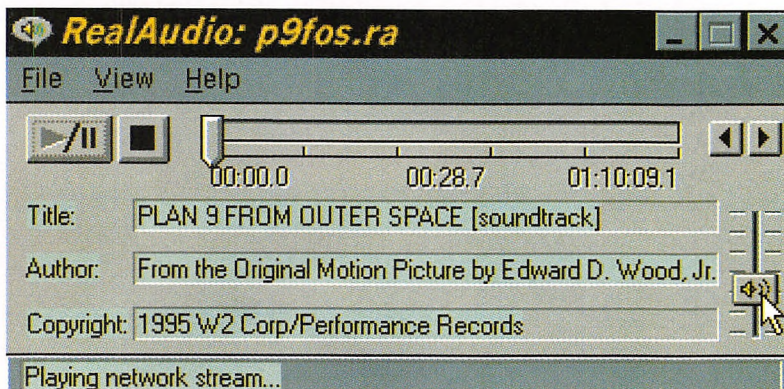 RealAudio: p9fos.ra
File View Help
00:00.0 00:28.7 01:10:09.1
Title: PLAN 9 FROM OUTER SPACE [soundtrack]
Author: From the Original Motion Picture by Edward D. Wood, Jr.
Copyright: 1995 W2 Corp/Performance Records
Playing network stream...